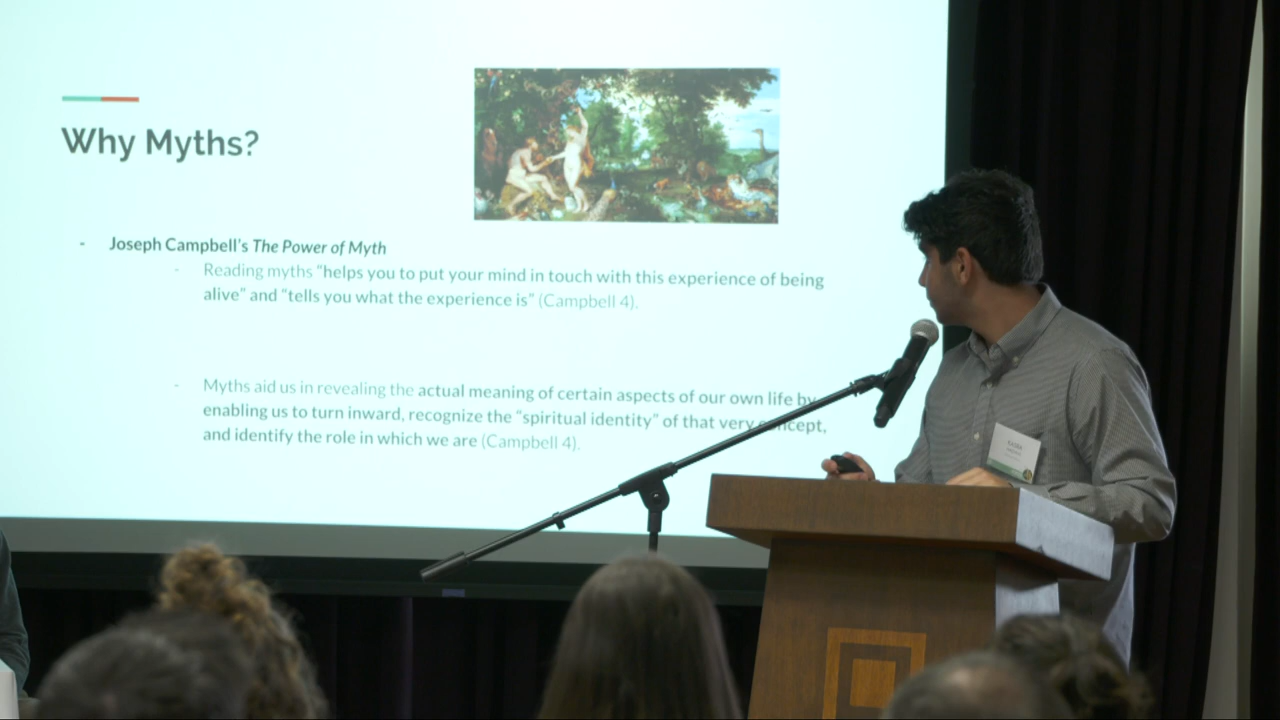 Why Myths?
- Joseph Campbell's The Power of Myth
- Reading myths “helps you to put your mind in touch with this experience of being
alive” and “tells you what the experience is” (Campbell 4).
- Myths aid us in revealing the actual meaning of certain aspects of our own life by
enabling us to turn inward, recognize the “spiritual identity” of that very concept,
and identify the role in which we are (Campbell 4).